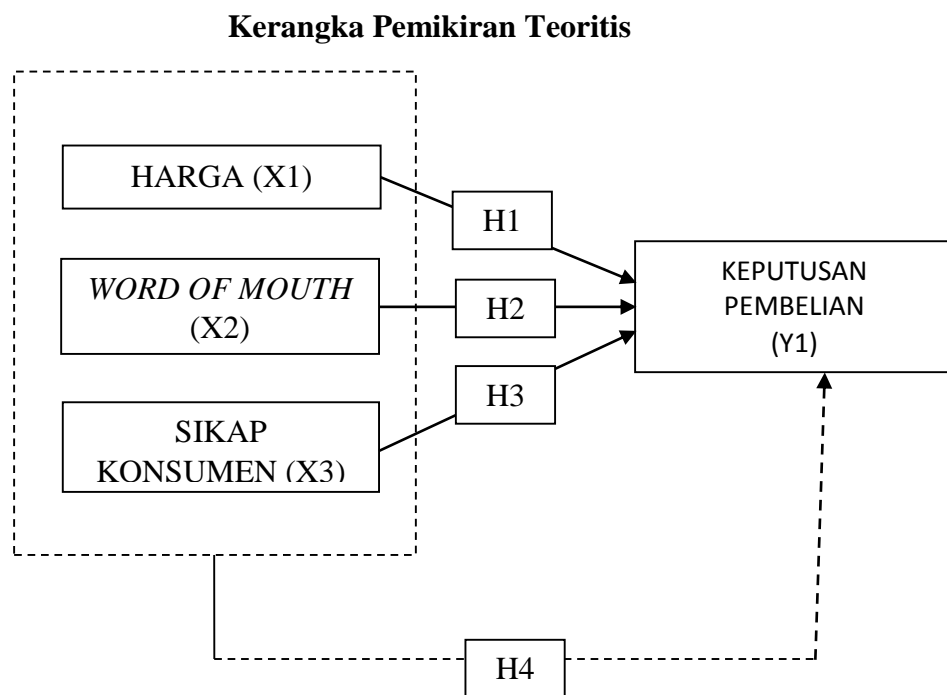 Kerangka Pemikiran Teoritis
HARGA (X1)
H1
WORD OF MOUTH
(X2)
H2
KEPUTUSAN
PEMBELIAN
(Y1)
H3
SIKAP
KONSUMEN (X3)
H4